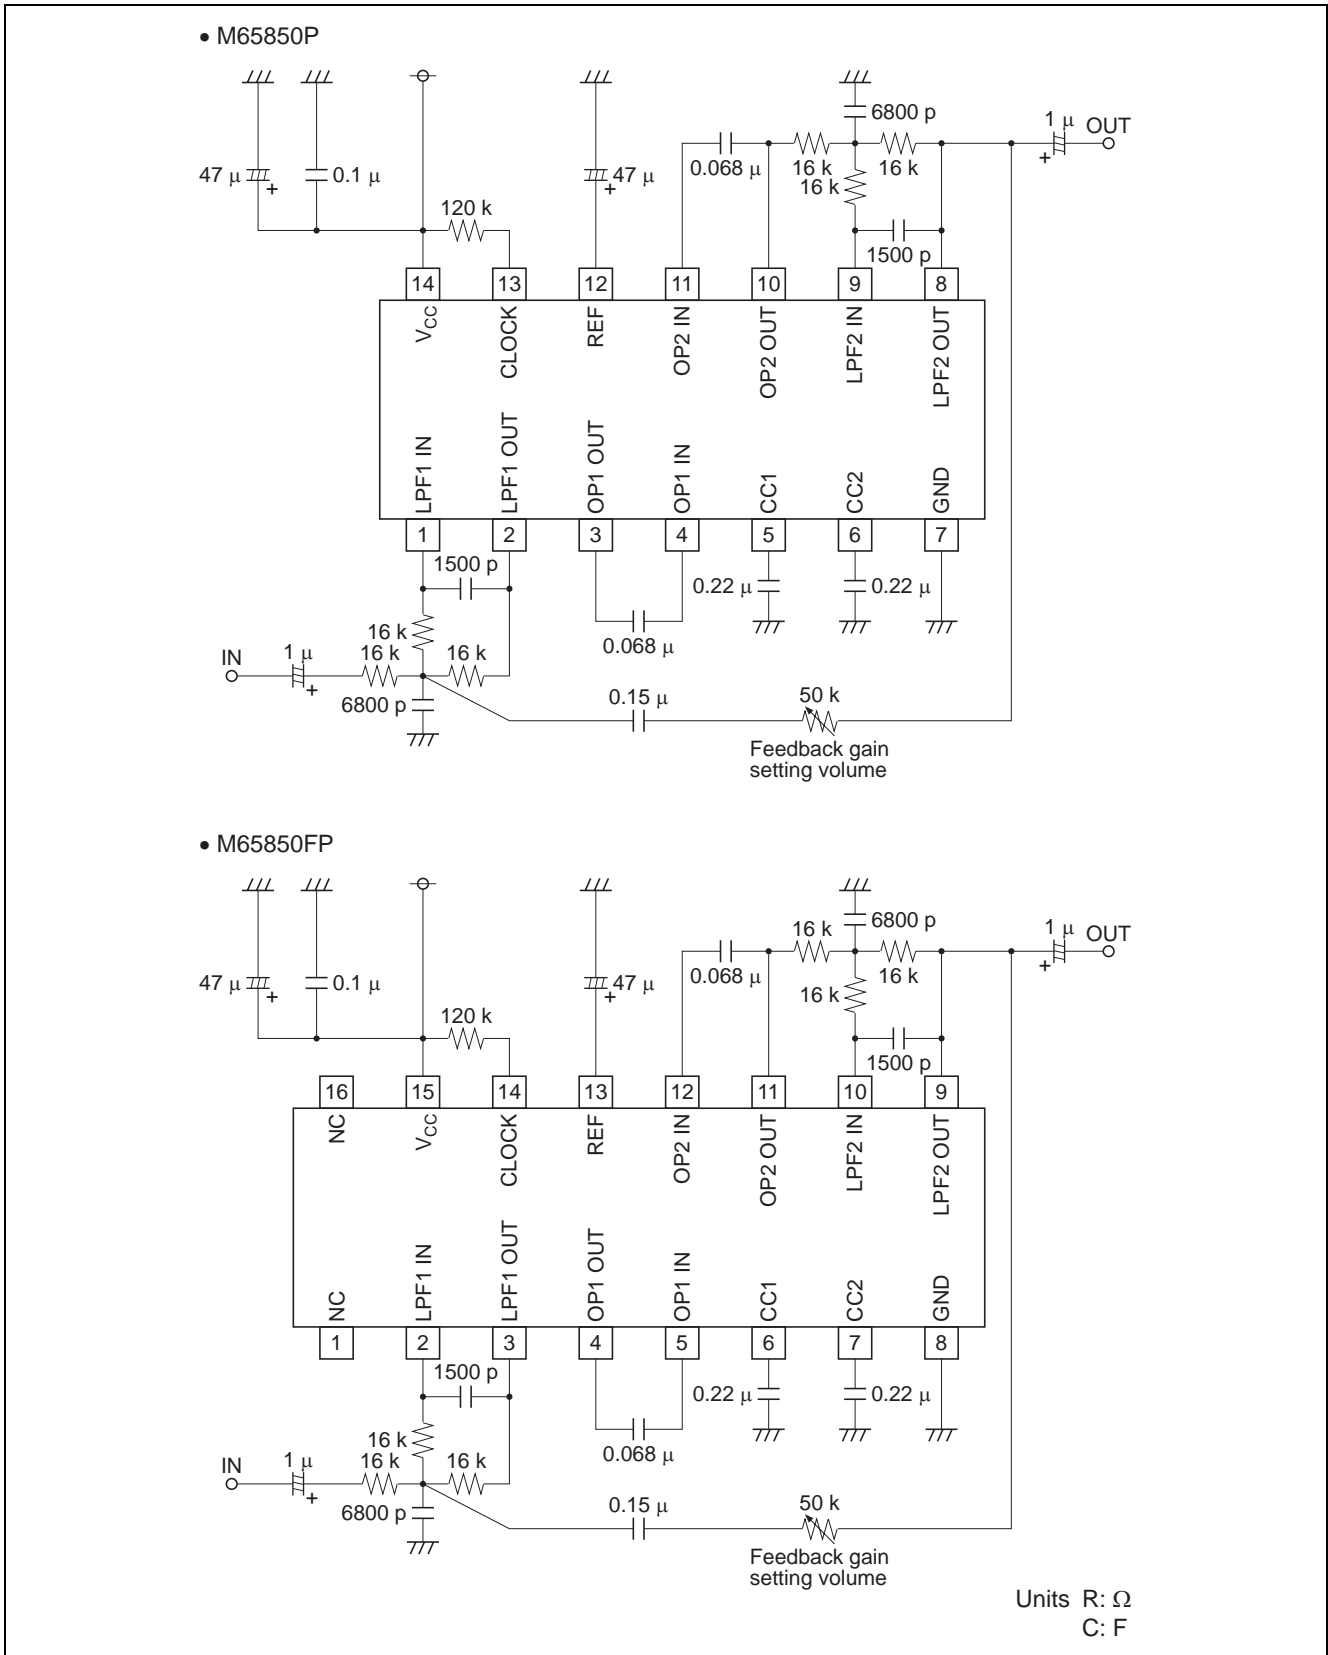 • M65850P
6800 p
1 μ
OUT
47 μ
+
0.1 μ
47 μ
+
0.068 μ
16 k
16 k
+
16 k
120 k
1500 p
14
13
12
11
10
9
8
VCC
CLOCK
REF
OP2 IN
OP2 OUT
LPF2 IN
LPF2 OUT
LPF1 IN
LPF1 OUT
OP1 OUT
OP1 IN
CC1
CC2
GND
1
2
3
4
5
6
7
1500 p
0.22 μ
0.22 μ
16 k
0.068 μ
IN
1 μ
+
16 k
16 k
6800 p
0.15 μ
50 k
Feedback gain
setting volume
• M65850FP
6800 p
16 k
1 μ
OUT
47 μ
+
0.1 μ
47 μ
+
0.068 μ
16 k
+
16 k
120 k
1500 p
16
15
14
13
12
11
10
9
NC
VCC
CLOCK
REF
OP2 IN
OP2 OUT
LPF2 IN
LPF2 OUT
NC
LPF1 IN
LPF1 OUT
OP1 OUT
OP1 IN
CC1
CC2
GND
1
2
3
4
5
6
7
8
1500 p
0.22 μ
0.22 μ
16 k
0.068 μ
IN
1 μ
+
16 k
16 k
6800 p
0.15 μ
50 k
Feedback gain
setting volume
Units R: Ω
C: F